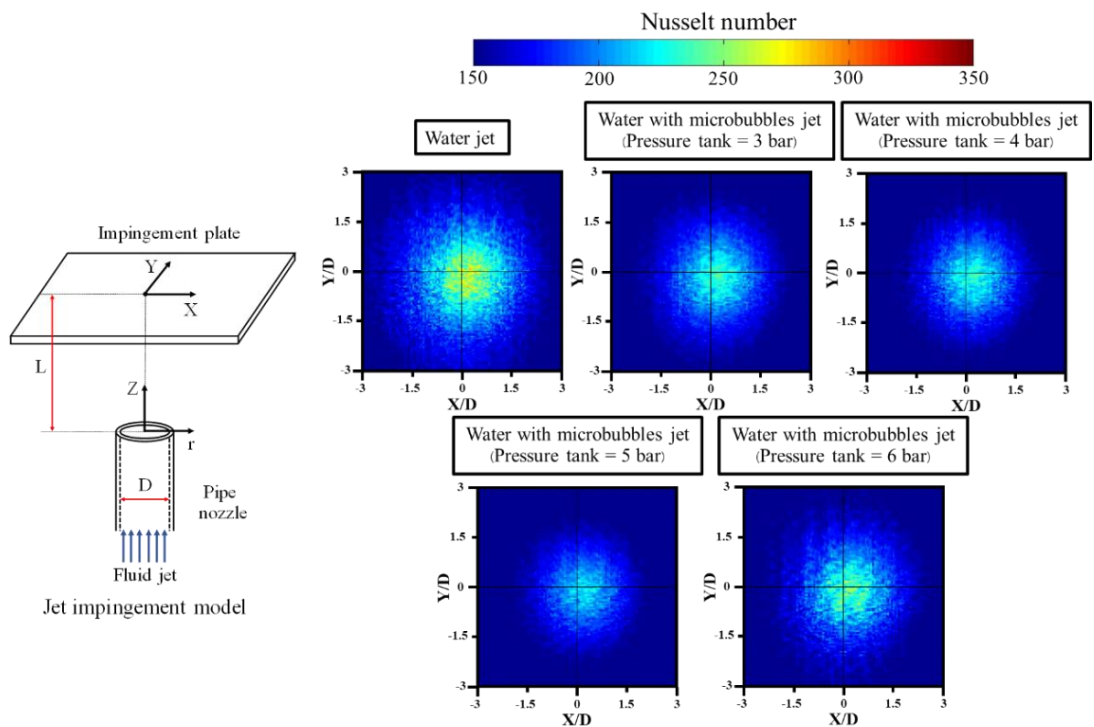 Nusselt number
150 200 250 300 350
Water jet
Water with microbubbles jet
(Pressure tank = 3 bar)
Water with microbubbles jet
(Pressure tank = 4 bar)
3
1.5
0
-1.5
-3
Y/D
-3 -1.5 0 1.5 3
X/D
3
1.5
0
-1.5
-3
Y/D
-3 -1.5 0 1.5 3
X/D
3
1.5
0
-1.5
-3
Y/D
-3 -1.5 0 1.5 3
X/D
Impingement plate
Y
X
L
Z
r
D
Pipe
nozzle
Fluid jet
Jet impingement model
Water with microbubbles jet
(Pressure tank = 5 bar)
Water with microbubbles jet
(Pressure tank = 6 bar)
3
1.5
0
-1.5
-3
Y/D
-3 -1.5 0 1.5 3
X/D
3
1.5
0
-1.5
-3
Y/D
-3 -1.5 0 1.5 3
X/D